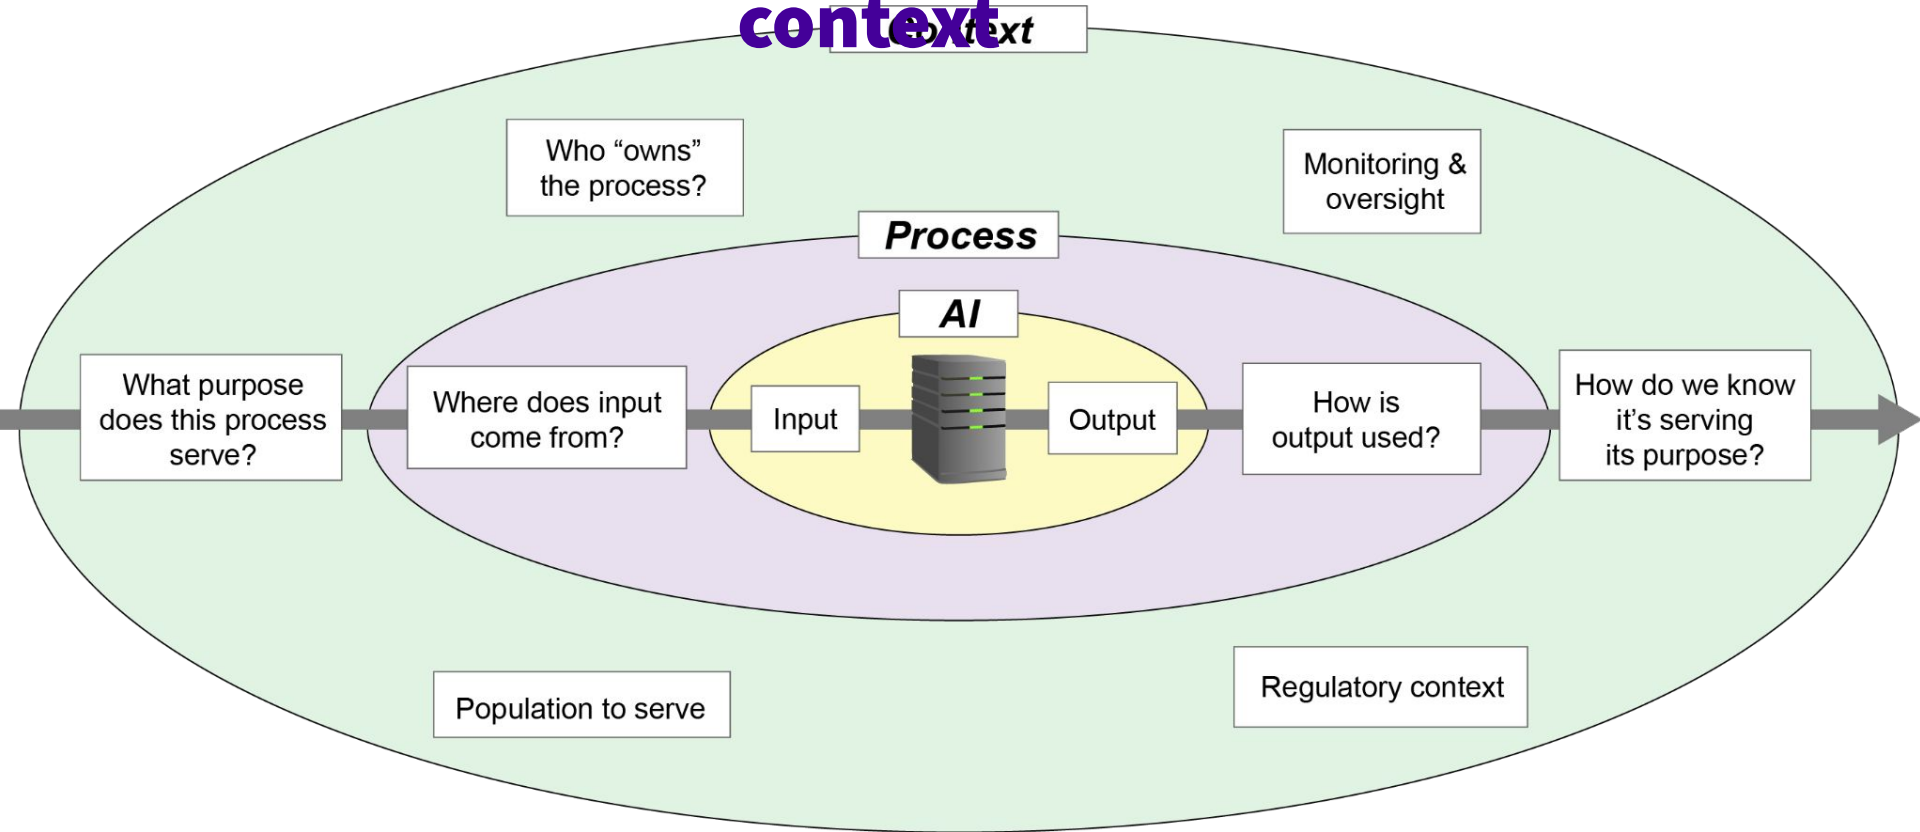 context
Context
Who “owns”
the process?
Monitoring &
oversight
Process
AI
What purpose
does this process
serve?
Where does input
come from?
Input
Output
How is
output used?
How do we know
it’s serving
its purpose?
Population to serve
Regulatory context